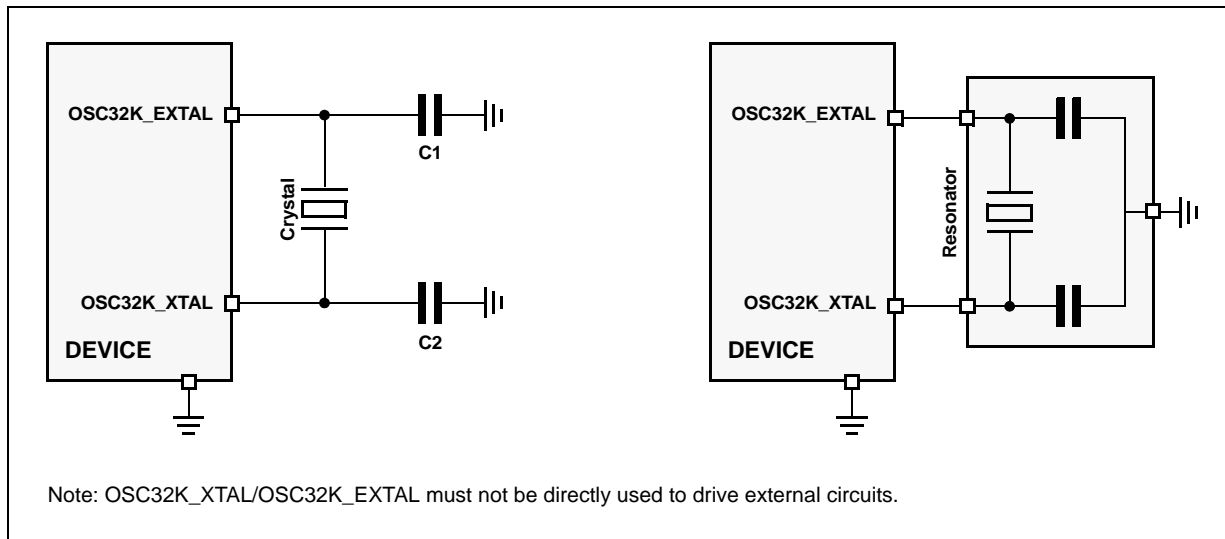 OSC32K_EXTAL
C1
Crystal
OSC32K_XTAL
C2
DEVICE
OSC32K_EXTAL
Resonator
OSC32K_XTAL
DEVICE
Note: OSC32K_XTAL/OSC32K_EXTAL must not be directly used to drive external circuits.